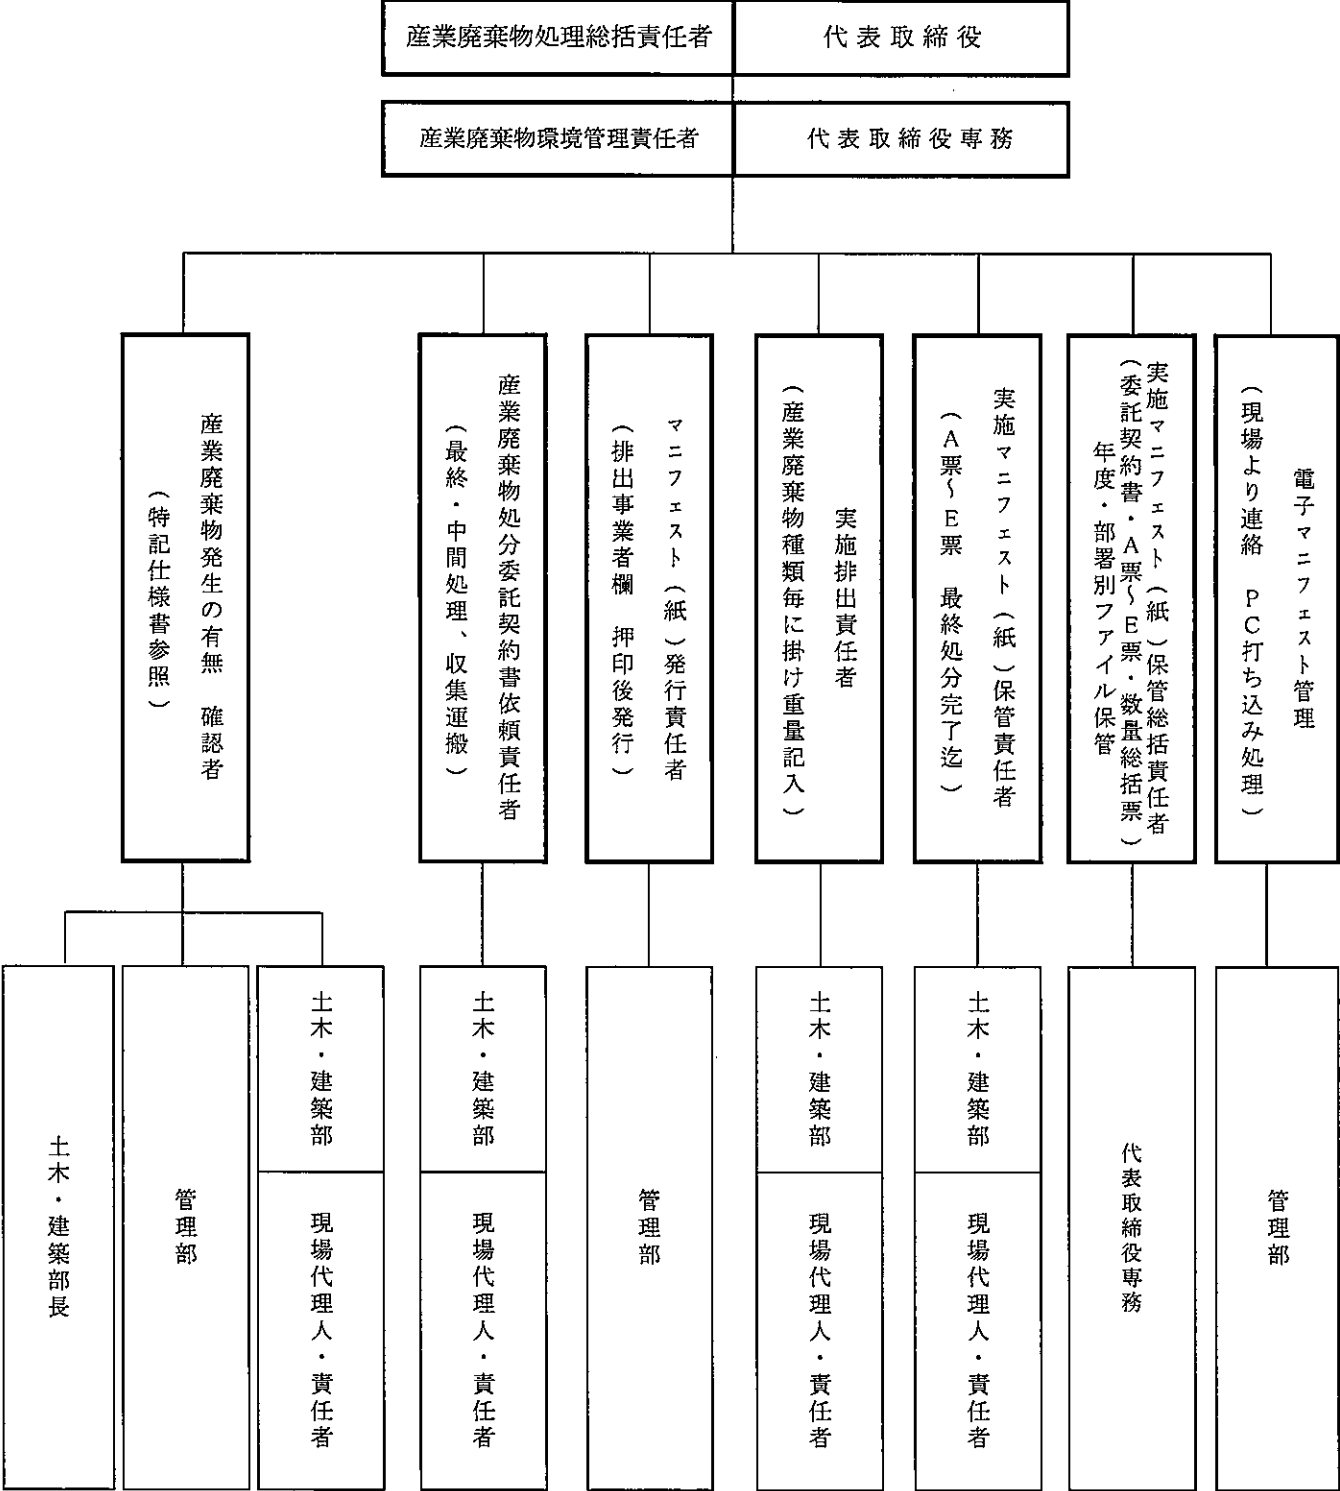 産業廃棄物処理総括責任者
代表取締役
産業廃棄物環境管理責任者
代表取締役専務
産業廃棄物発生の有無 確認者
（特記仕様書参照）
産業廃棄物処分委託契約書依頼責任者
（最終・中間処理、収集運搬）
マニフェスト（紙）発行責任者
（排出事業者欄 押印後発行）
実施排出責任者
（産業廃棄物種類毎に掛け重量記入）
実施マニフェスト（紙）保管責任者
（A票～E票 最終処分完了迄）
実施マニフェスト（紙）保管総括責任者
（委託契約書・A票～E票・数量総括票）
年度・部署別ファイル保管
電子マニフェスト管理
（現場より連絡 PC打ち込み処理）
土木・建築部長
管理部
土木・建築部
現場代理人・責任者
土木・建築部
現場代理人・責任者
管理部
土木・建築部
現場代理人・責任者
土木・建築部
現場代理人・責任者
代表取締役専務
管理部